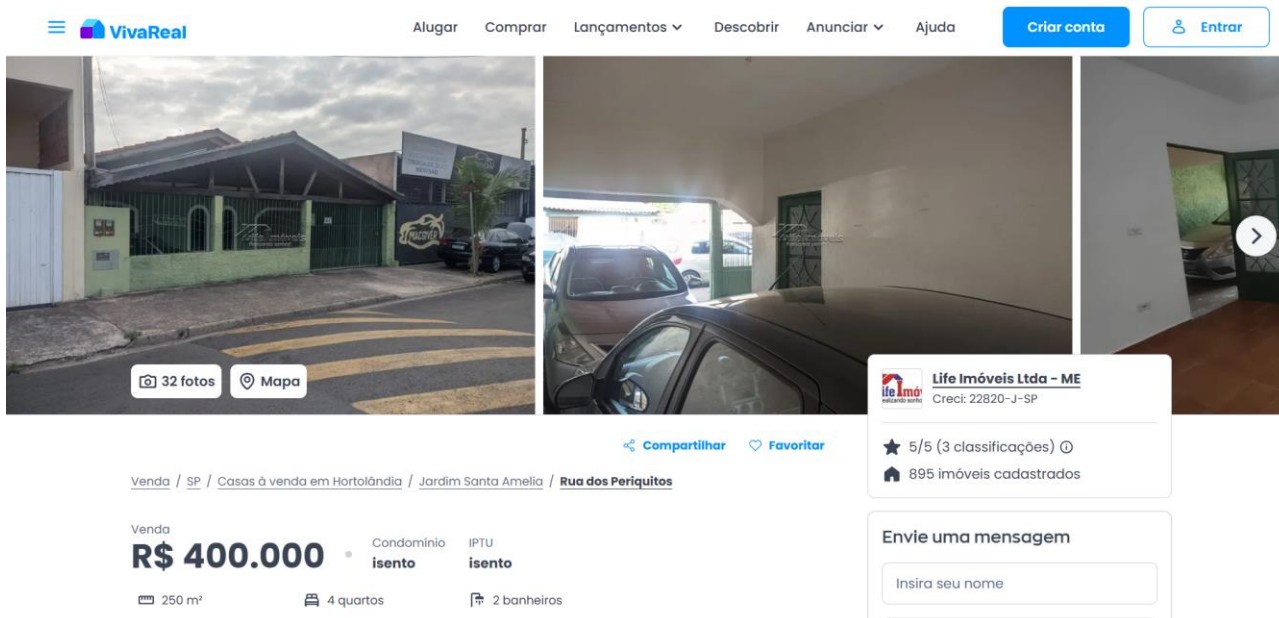 VivaReal
Alugar Comprar Lançamentos Descobrir Anunciar Ajuda Criar conta Entrar
MACOVER
32 fotos Mapa
Life Imóveis Ltda - ME
Creci: 22820-J-SP
Compartilhar Favoritar
5/5 (3 classificações)
895 imóveis cadastrados
Venda / SP / Casas à venda em Hortolândia / Jardim Santa Amelia / Rua dos Periquitos
Envie uma mensagem
Venda
R$ 400.000
Condomínio IPTU
isento isento
Insira seu nome
250 m² 4 quartos 2 banheiros